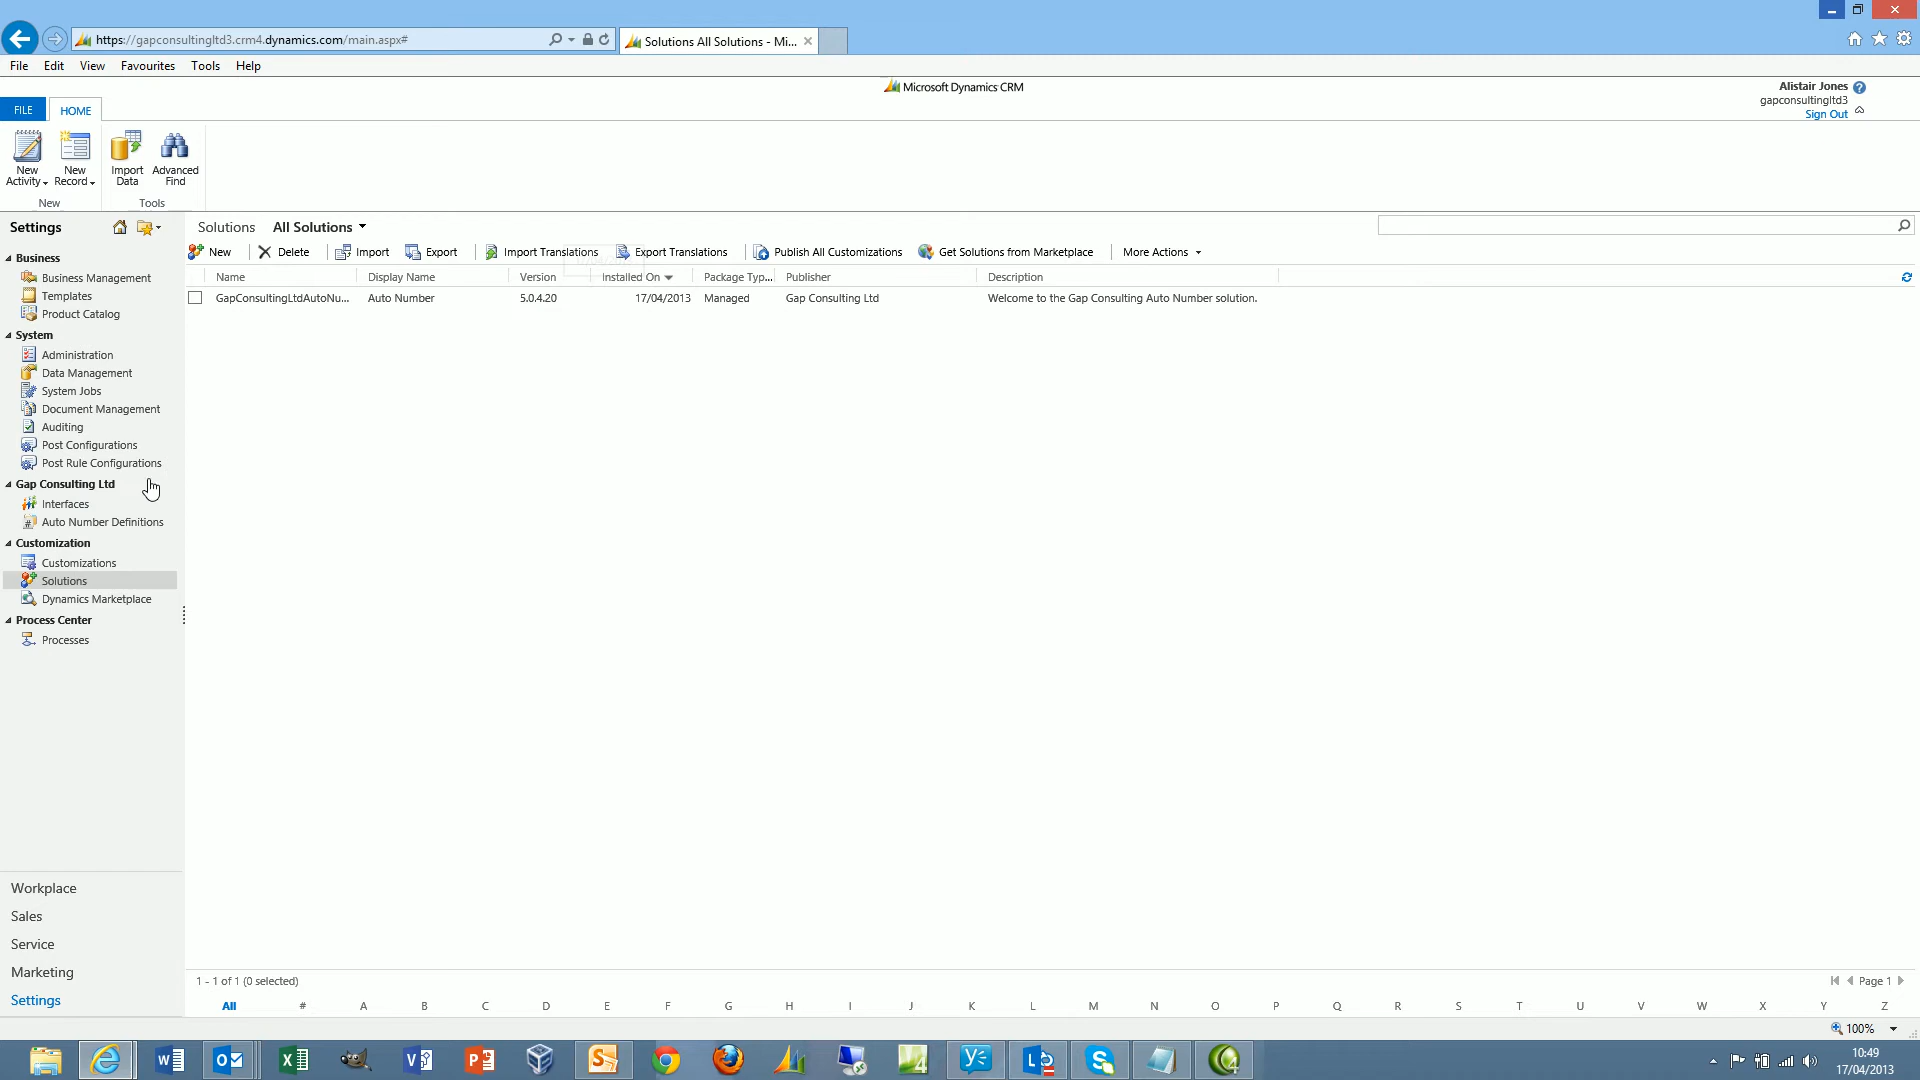 https://gapconsultingltd3.crm4.dynamics.com/main.aspx#
Solutions All Solutions - Mi...
File Edit View Favourites Tools Help
Microsoft Dynamics CRM
Alistair Jones
gapconsultingltd3
Sign Out
FILE HOME
New Activity
New Record
Import Data
Advanced Find
New
Tools
Settings
Solutions All Solutions
New Delete Import Export Import Translations Export Translations Publish All Customizations Get Solutions from Marketplace More Actions
Name Display Name Version Installed On Package Typ... Publisher Description
GapConsultingLtdAutoNu... Auto Number 5.0.4.20 17/04/2013 Managed Gap Consulting Ltd Welcome to the Gap Consulting Auto Number solution.
Business
Business Management
Templates
Product Catalog
System
Administration
Data Management
System Jobs
Document Management
Auditing
Post Configurations
Post Rule Configurations
Gap Consulting Ltd
Interfaces
Auto Number Definitions
Customization
Customizations
Solutions
Dynamics Marketplace
Process Center
Processes
Workplace
Sales
Service
Marketing
Settings
1 - 1 of 1 (0 selected)
Page 1
All # A B C D E F G H I J K L M N O P Q R S T U V W X Y Z
100%
10:49
17/04/2013